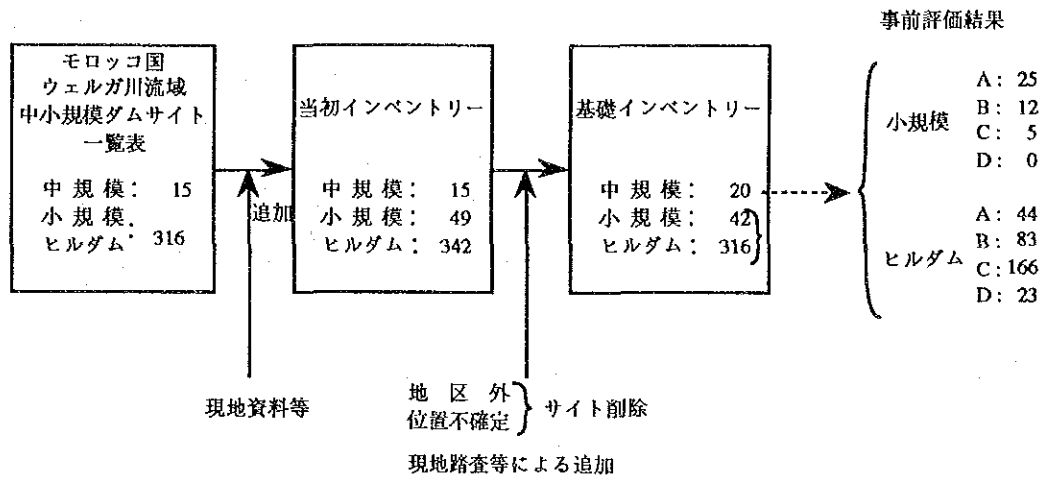 モロッコ国
ウェルガ川流域
中小規模ダムサイト
一覧表
中規模： 15
小規模：
ヒルダム： 316
追加
現地資料等
当初インベントリー
中規模： 15
小規模： 49
ヒルダム： 342
地区外
位置不確定
サイト削除
現地踏査等による追加
基礎インベントリー
中規模： 20
小規模： 42
ヒルダム： 316
事前評価結果
小規模
A: 25
B: 12
C: 5
D: 0
ヒルダム
A: 44
B: 83
C: 166
D: 23